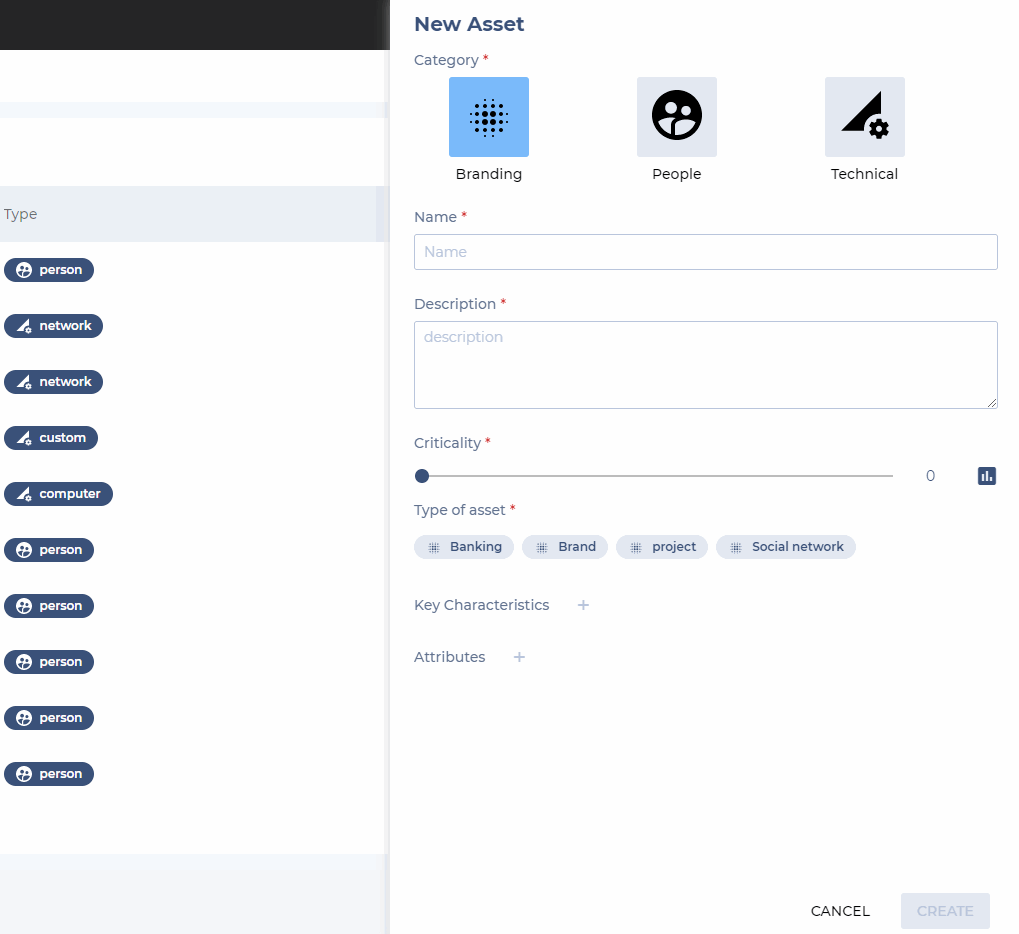 New Asset
Category *
Branding
People
Technical
Name *
Name
Description *
description
Criticality *
0
Type of asset *
Banking
Brand
project
Social network
Key Characteristics +
Attributes +
CANCEL
CREATE
Type
person
network
network
custom
computer
person
person
person
person
person